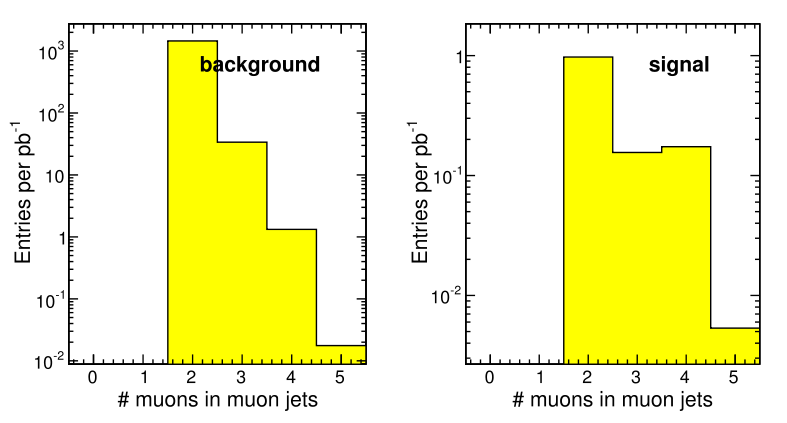 background
Entries per pb⁻¹
10³
10²
10
1
10⁻¹
10⁻²
0 1 2 3 4 5
# muons in muon jets
signal
Entries per pb⁻¹
1
10⁻¹
10⁻²
0 1 2 3 4 5
# muons in muon jets